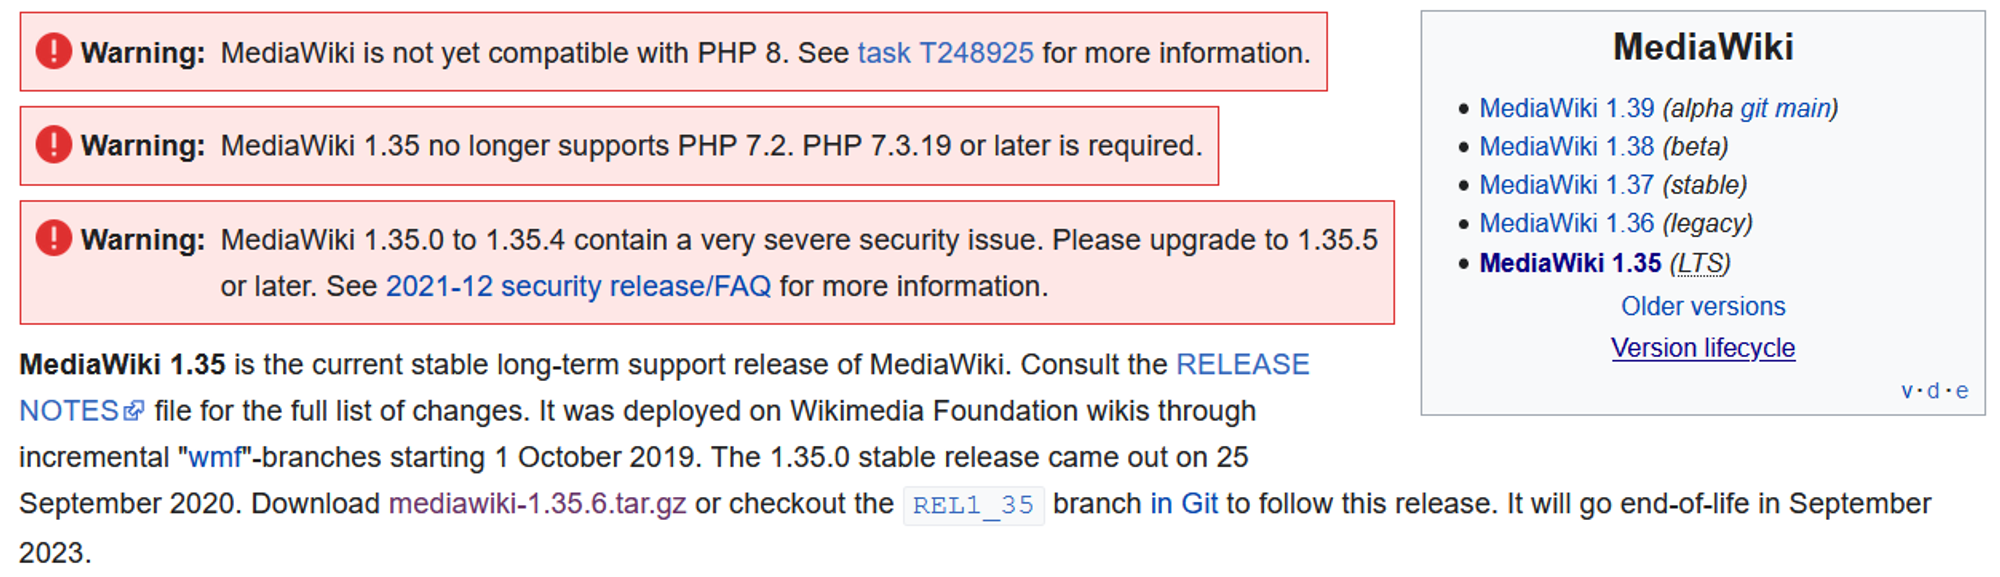 Warning: MediaWiki is not yet compatible with PHP 8. See task T248925 for more information.
Warning: MediaWiki 1.35 no longer supports PHP 7.2. PHP 7.3.19 or later is required.
Warning: MediaWiki 1.35.0 to 1.35.4 contain a very severe security issue. Please upgrade to 1.35.5
or later. See 2021-12 security release/FAQ for more information.
MediaWiki 1.35 is the current stable long-term support release of MediaWiki. Consult the RELEASE
NOTES file for the full list of changes. It was deployed on Wikimedia Foundation wikis through
incremental "wmf"-branches starting 1 October 2019. The 1.35.0 stable release came out on 25
September 2020. Download mediawiki-1.35.6.tar.gz or checkout the REL1_35 branch in Git to follow this release. It will go end-of-life in September
2023.
MediaWiki
• MediaWiki 1.39 (alpha git main)
• MediaWiki 1.38 (beta)
• MediaWiki 1.37 (stable)
• MediaWiki 1.36 (legacy)
• MediaWiki 1.35 (LTS)
Older versions
Version lifecycle
v · d · e